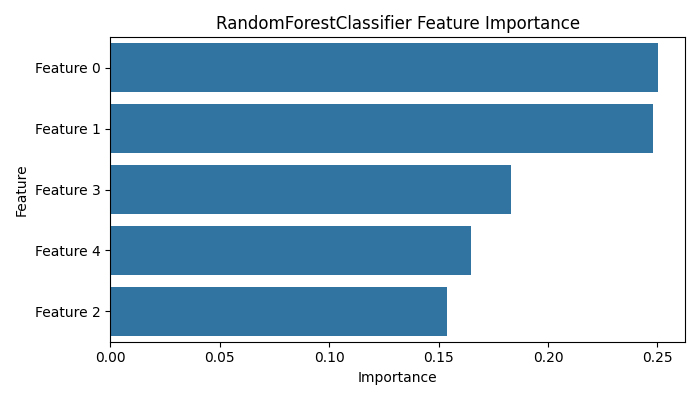 RandomForestClassifier Feature Importance
Feature 0
Feature 1
Feature 3
Feature 4
Feature 2
Feature
0.00 0.05 0.10 0.15 0.20 0.25
Importance